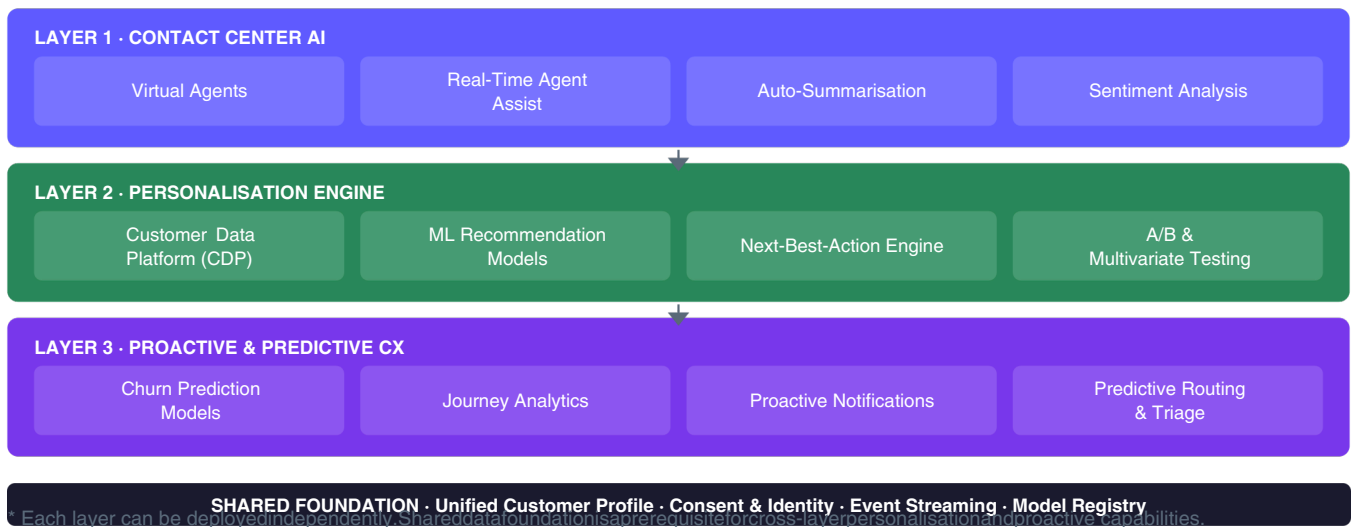 LAYER 1 · CONTACT CENTER AI
Virtual Agents
Real-Time Agent
Assist
Auto-Summarisation
Sentiment Analysis
LAYER 2 · PERSONALISATION ENGINE
Customer Data
Platform (CDP)
ML Recommendation
Models
Next-Best-Action Engine
A/B &
Multivariate Testing
LAYER 3 · PROACTIVE & PREDICTIVE CX
Churn Prediction
Models
Journey Analytics
Proactive Notifications
Predictive Routing
& Triage
SHARED FOUNDATION · Unified Customer Profile · Consent & Identity · Event Streaming · Model Registry
* Each layer can be deployedindependently.Shareddatafoundationisaprerequisiteforcross-layerpersonalisationandproactive capabilities.